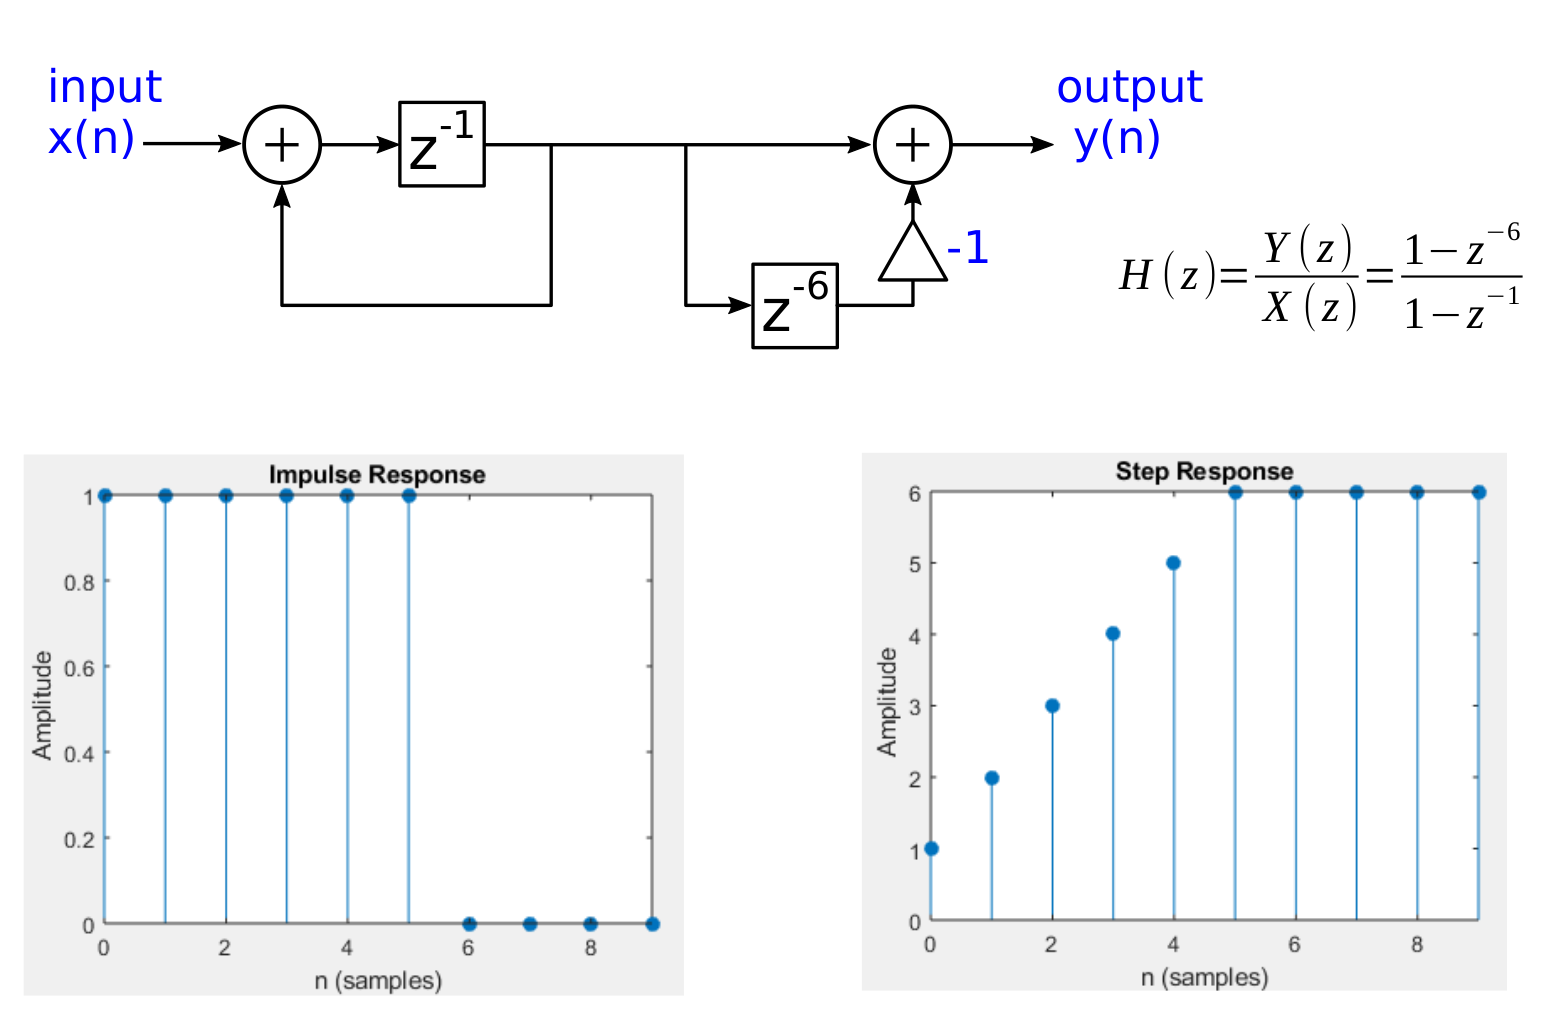 input
x(n)
+
z^-1
+
output
y(n)
-1
z^-6
H(z)=Y(z)/X(z)=(1−z^−6)/(1−z^−1)
Impulse Response
1
0.8
0.6
0.4
0.2
0
Amplitude
0 2 4 6 8
n (samples)
Step Response
6
5
4
3
2
1
0
Amplitude
0 2 4 6 8
n (samples)